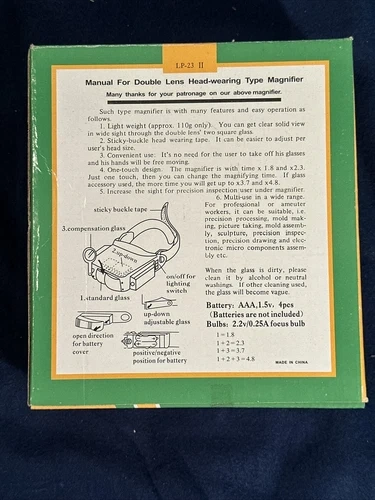 LP-23 II
Manual For Double Lens Head-wearing Type Magnifier
Many thanks for your patronage on our above magnifier.
Such type magnifier is with many features and easy operation as
follows.
1. Light weight (approx. 110g only). You can get clear solid view
in wide sight through the double lens' two square glass.
2. Sticky-buckle head wearing tape. It can be easier to adjust per
user's head size.
3. Convenient use: It's no need for the user to take off his glasses
and his hands will be free moving.
4. One-touch design. The magnifier is with time x 1.8 and x2.3.
Just one touch, then you can change the magnifying time. If glass
accessory used, the more time you will get up to x3.7 and x4.8.
5. Increase the sight for precision inspection user under magnifier.
6. Multi-use in a wide range.
For professional or ameuter
workers, it can be suitable, i.e.
precision processing, mold mak-
ing, picture taking, mold assem-
bly, sculpture, precision inspec-
tion, precision drawing and elec-
tronic micro components assem-
bly etc.
When the glass is dirty, please
clean it by alcohol or neutral
washings. If other cleaning used,
the glass will become vague.
Battery: AAA,1.5v. 4pcs
(Batteries are not included)
Bulbs: 2.2v/0.25A focus bulb
1=1.8
1+2=2.3
1+3=3.7
1+2+3=4.8
MADE IN CHINA
sticky buckle tape
3.compensation glass
2.up-down
on/off for
lighting
switch
1.standard glass
up-down
adjustable glass
open direction
for battery
cover
positive/negative
position for battery